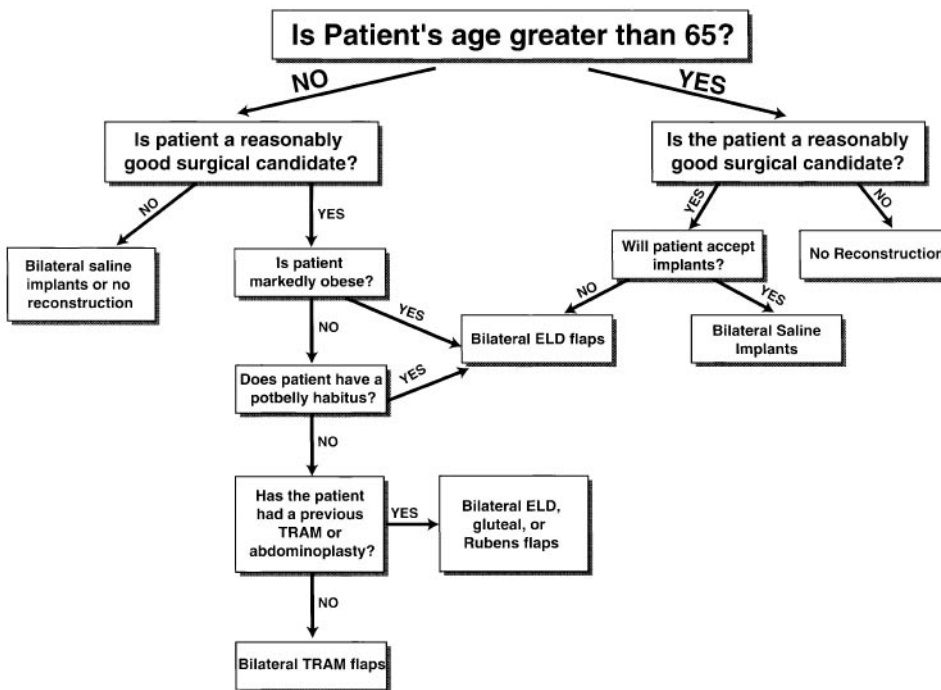 Is Patient's age greater than 65?
NO
YES
Is patient a reasonably
good surgical candidate?
Is the patient a reasonably
good surgical candidate?
NO
YES
YES
NO
Bilateral saline
implants or no
reconstruction
Is patient
markedly obese?
Will patient accept
implants?
No Reconstruction
NO
YES
NO
YES
Bilateral ELD flaps
Bilateral Saline
Implants
Does patient have a
potbelly habitus?
YES
NO
Has the patient
had a previous
TRAM or
abdominoplasty?
YES
Bilateral ELD,
gluteal, or
Rubens flaps
NO
Bilateral TRAM flaps